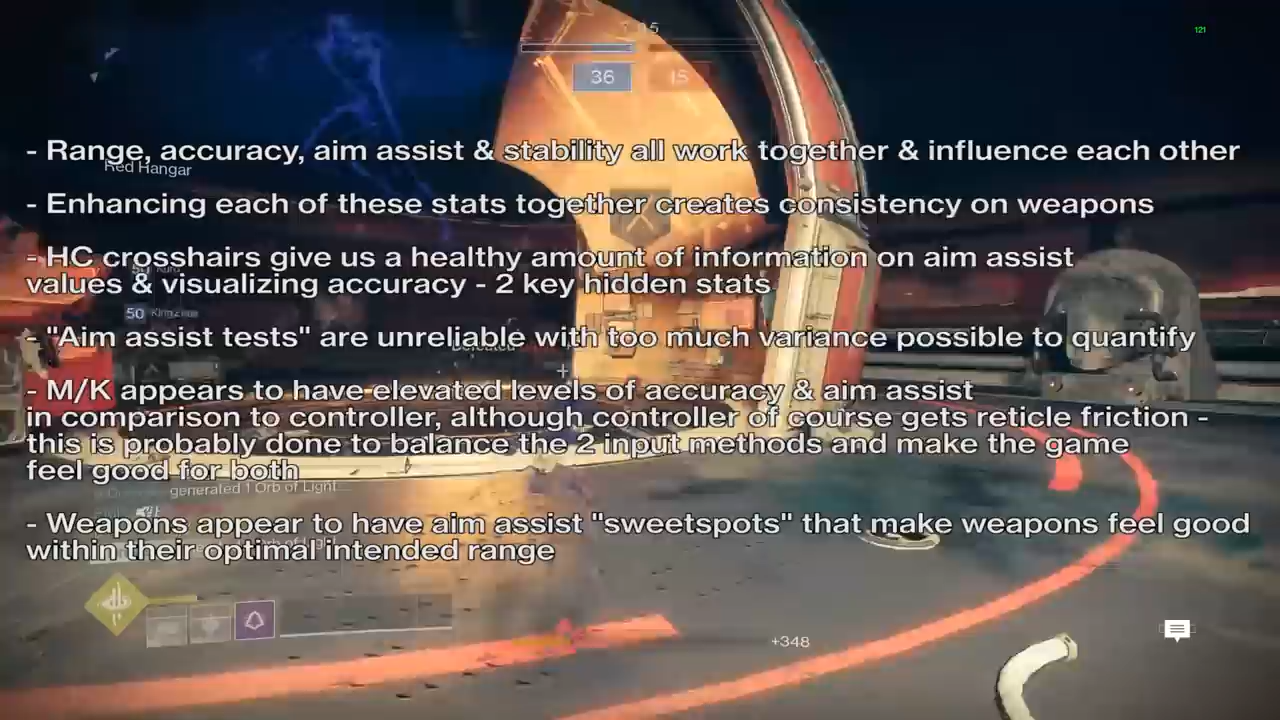 1:15
121
36
15
- Range, accuracy, aim assist & stability all work together & influence each other
Red Hangar
- Enhancing each of these stats together creates consistency on weapons
- HC crosshairs give us a healthy amount of information on aim assist
values & visualizing accuracy - 2 key hidden stats
50
50
- "Aim assist tests" are unreliable with too much variance possible to quantify
Defeated
- M/K appears to have elevated levels of accuracy & aim assist
in comparison to controller, although controller of course gets reticle friction -
this is probably done to balance the 2 input methods and make the game
feel good for both
generated 1 Orb of Light
- Weapons appear to have aim assist "sweetspots" that make weapons feel good
within their optimal intended range
+348